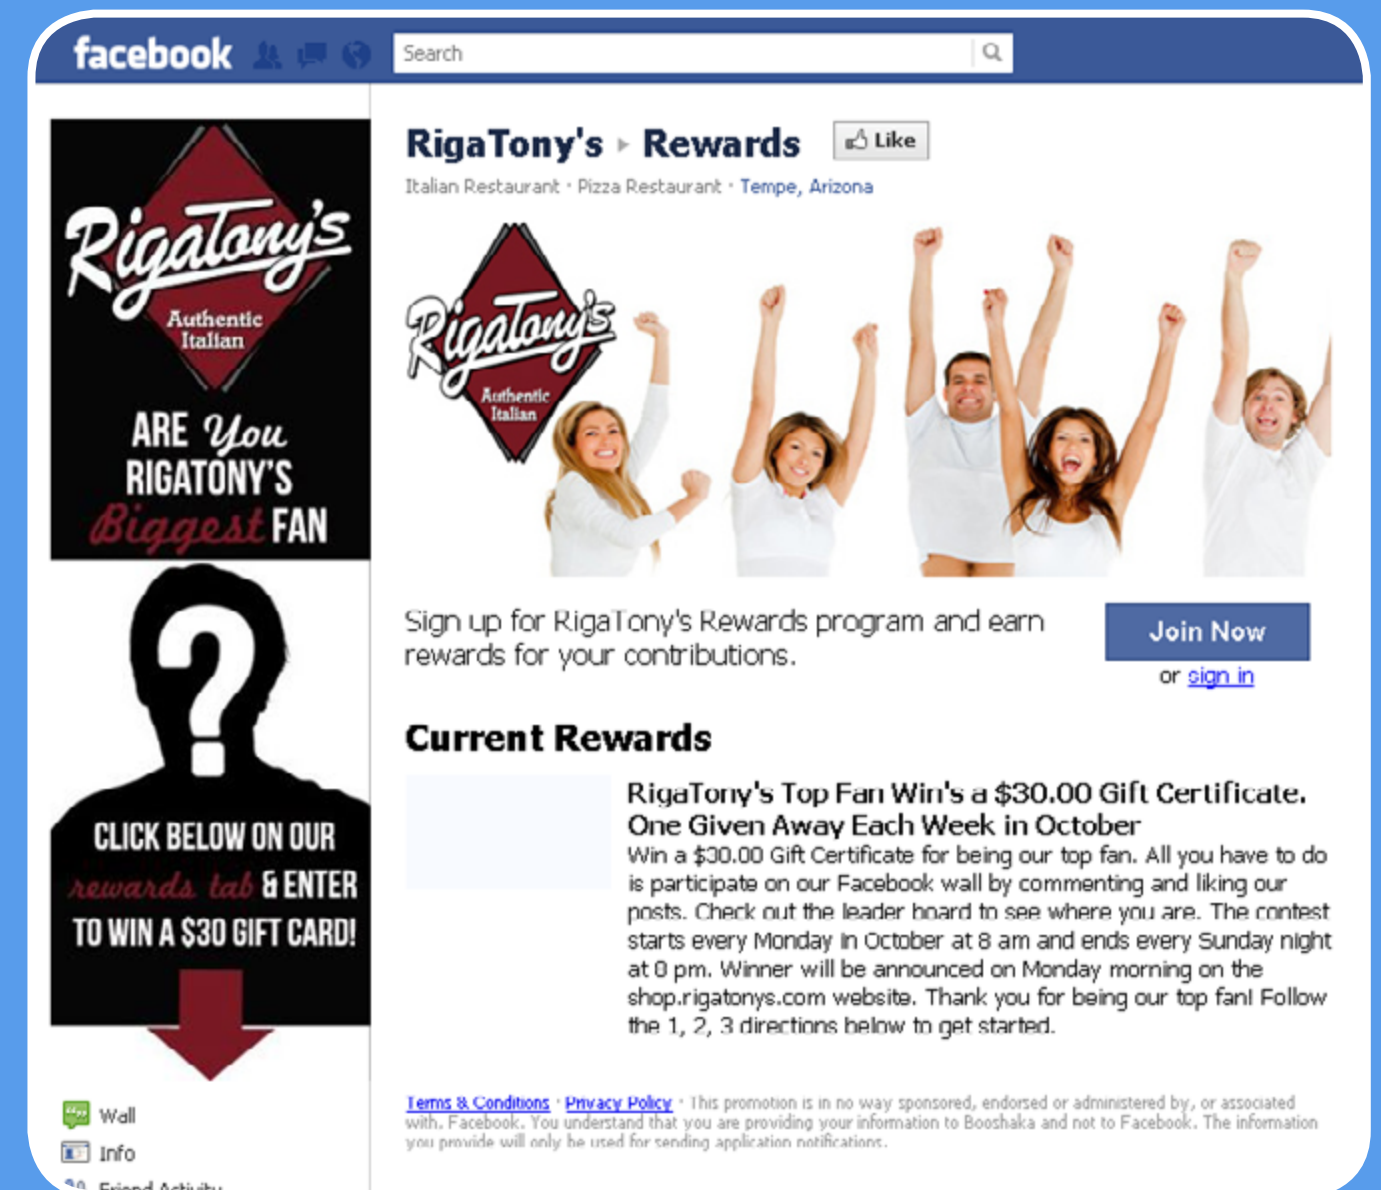 facebook
Search
RigaTony's
Authentic
Italian
ARE You
RIGATONY'S
Biggest FAN
?
CLICK BELOW ON OUR
rewards tab & ENTER
TO WIN A $30 GIFT CARD!
Wall
Info
Friend Activity
RigaTony's ▸ Rewards
Like
Italian Restaurant · Pizza Restaurant · Tempe, Arizona
RigaTony's
Authentic
Italian
Sign up for RigaTony's Rewards program and earn
rewards for your contributions.
Join Now
or sign in
Current Rewards
RigaTony's Top Fan Win's a $30.00 Gift Certificate.
One Given Away Each Week in October
Win a $30.00 Gift Certificate for being our top fan. All you have to do
is participate on our Facebook wall by commenting and liking our
posts. Check out the leader board to see where you are. The contest
starts every Monday in October at 8 am and ends every Sunday night
at 8 pm. Winner will be announced on Monday morning on the
shop.rigatonys.com website. Thank you for being our top fan! Follow
the 1, 2, 3 directions below to get started.
Terms & Conditions · Privacy Policy · This promotion is in no way sponsored, endorsed or administered by, or associated
with, Facebook. You understand that you are providing your information to Booshaka and not to Facebook. The information
you provide will only be used for sending application notifications.